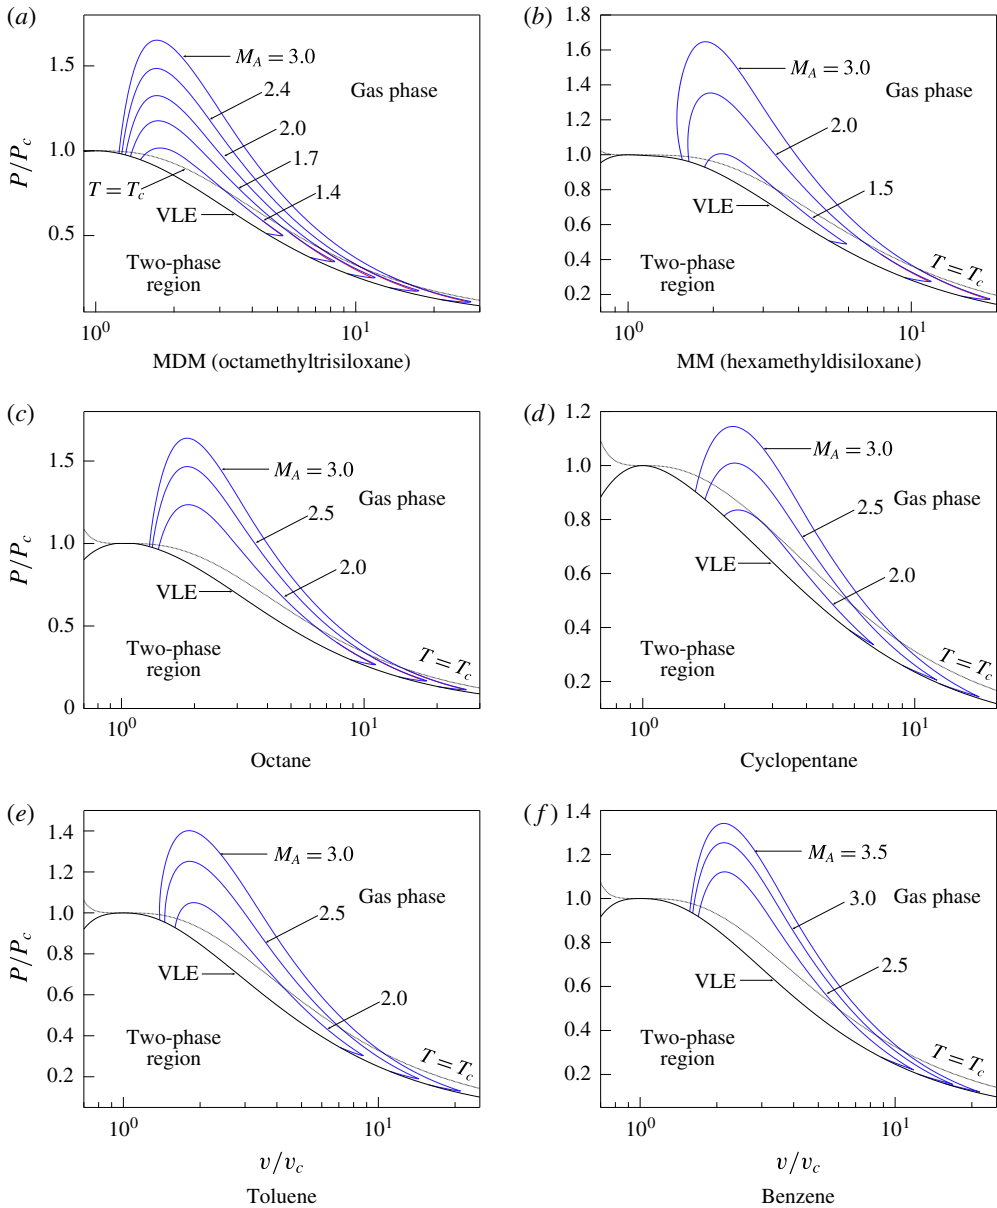 (a)
P/P_c
1.5
1.0
0.5
M_A = 3.0
2.4
2.0
1.7
1.4
Gas phase
T = T_c
VLE
Two-phase
region
10^0
10^1
MDM (octamethyltrisiloxane)
(b)
1.8
1.6
1.4
1.2
1.0
0.8
0.6
0.4
0.2
M_A = 3.0
2.0
1.5
Gas phase
VLE
T = T_c
Two-phase
region
10^0
10^1
MM (hexamethyldisiloxane)
(c)
P/P_c
1.5
1.0
0.5
0
M_A = 3.0
2.5
2.0
Gas phase
VLE
T = T_c
Two-phase
region
10^0
10^1
Octane
(d)
1.2
1.0
0.8
0.6
0.4
0.2
M_A = 3.0
2.5
2.0
Gas phase
VLE
T = T_c
Two-phase
region
10^0
10^1
Cyclopentane
(e)
P/P_c
1.4
1.2
1.0
0.8
0.6
0.4
0.2
M_A = 3.0
2.5
2.0
Gas phase
VLE
T = T_c
Two-phase
region
10^0
10^1
v/v_c
Toluene
(f)
1.4
1.2
1.0
0.8
0.6
0.4
0.2
M_A = 3.5
3.0
2.5
Gas phase
VLE
T = T_c
Two-phase
region
10^0
10^1
v/v_c
Benzene